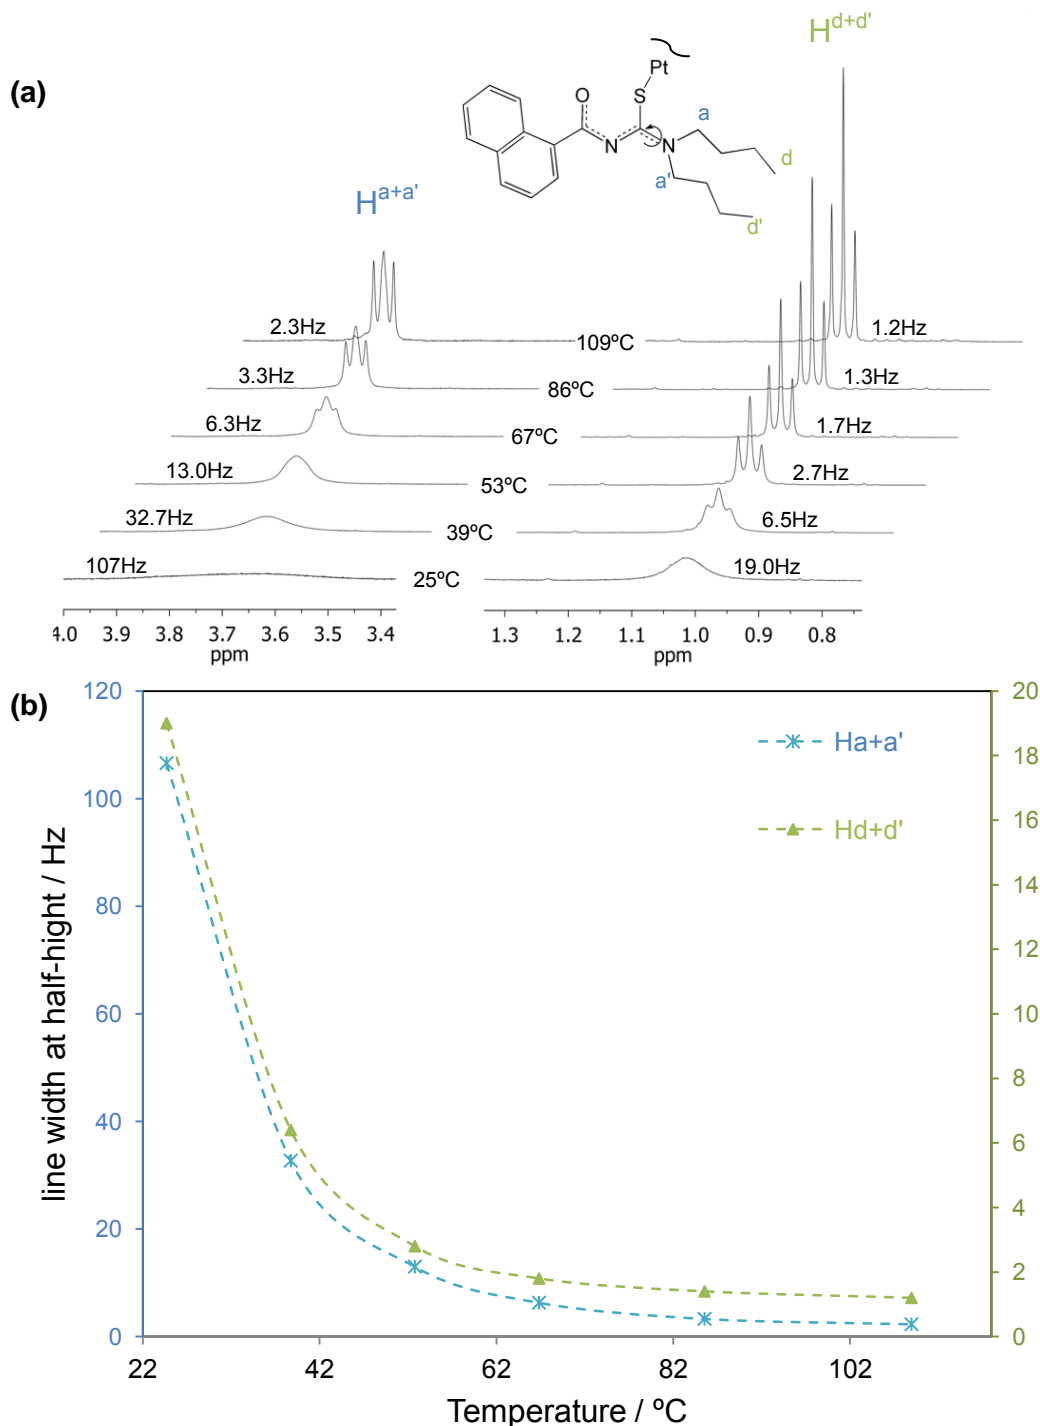 (a)
H^{d+d'}
Pt
O
S
a
N
N
d
a'
d'
H^{a+a'}
2.3Hz 109ºC 1.2Hz
3.3Hz 86ºC 1.3Hz
6.3Hz 67ºC 1.7Hz
13.0Hz 53ºC 2.7Hz
32.7Hz 39ºC 6.5Hz
107Hz 25ºC 19.0Hz
4.0 3.9 3.8 3.7 3.6 3.5 3.4 1.3 1.2 1.1 1.0 0.9 0.8
ppm ppm
(b)
120 20
18
100
16
14
80
12
60 10
8
40
6
4
20
2
0 0
Ha+a'
Hd+d'
line width at half-hight / Hz
22 42 62 82 102
Temperature / ºC